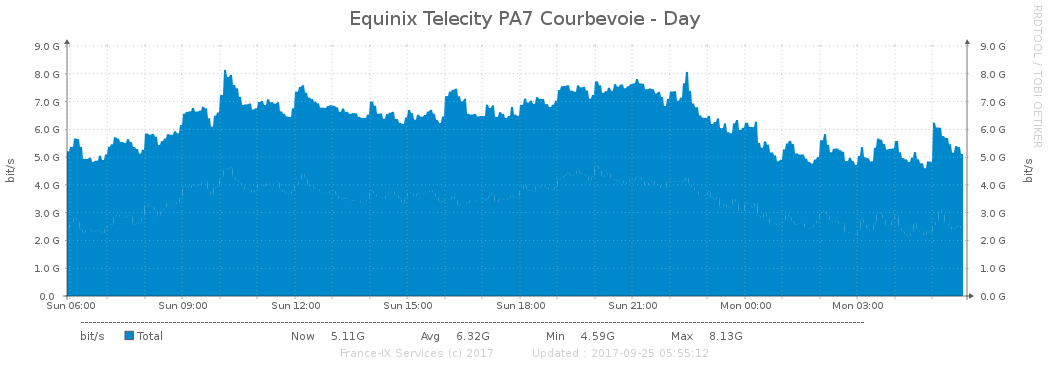 Equinix Telecity PA7 Courbevoie - Day
RRDTOOL / TOBI OETIKER
9.0 G 9.0 G
8.0 G 8.0 G
7.0 G 7.0 G
6.0 G 6.0 G
5.0 G 5.0 G
4.0 G 4.0 G
3.0 G 3.0 G
2.0 G 2.0 G
1.0 G 1.0 G
0.0 0.0 G
bit/s
bit/s
Sun 06:00 Sun 09:00 Sun 12:00 Sun 15:00 Sun 18:00 Sun 21:00 Mon 00:00 Mon 03:00
bit/s Total Now 5.11G Avg 6.32G Min 4.59G Max 8.13G
France-IX Services (c) 2017 Updated : 2017-09-25 05:55:12